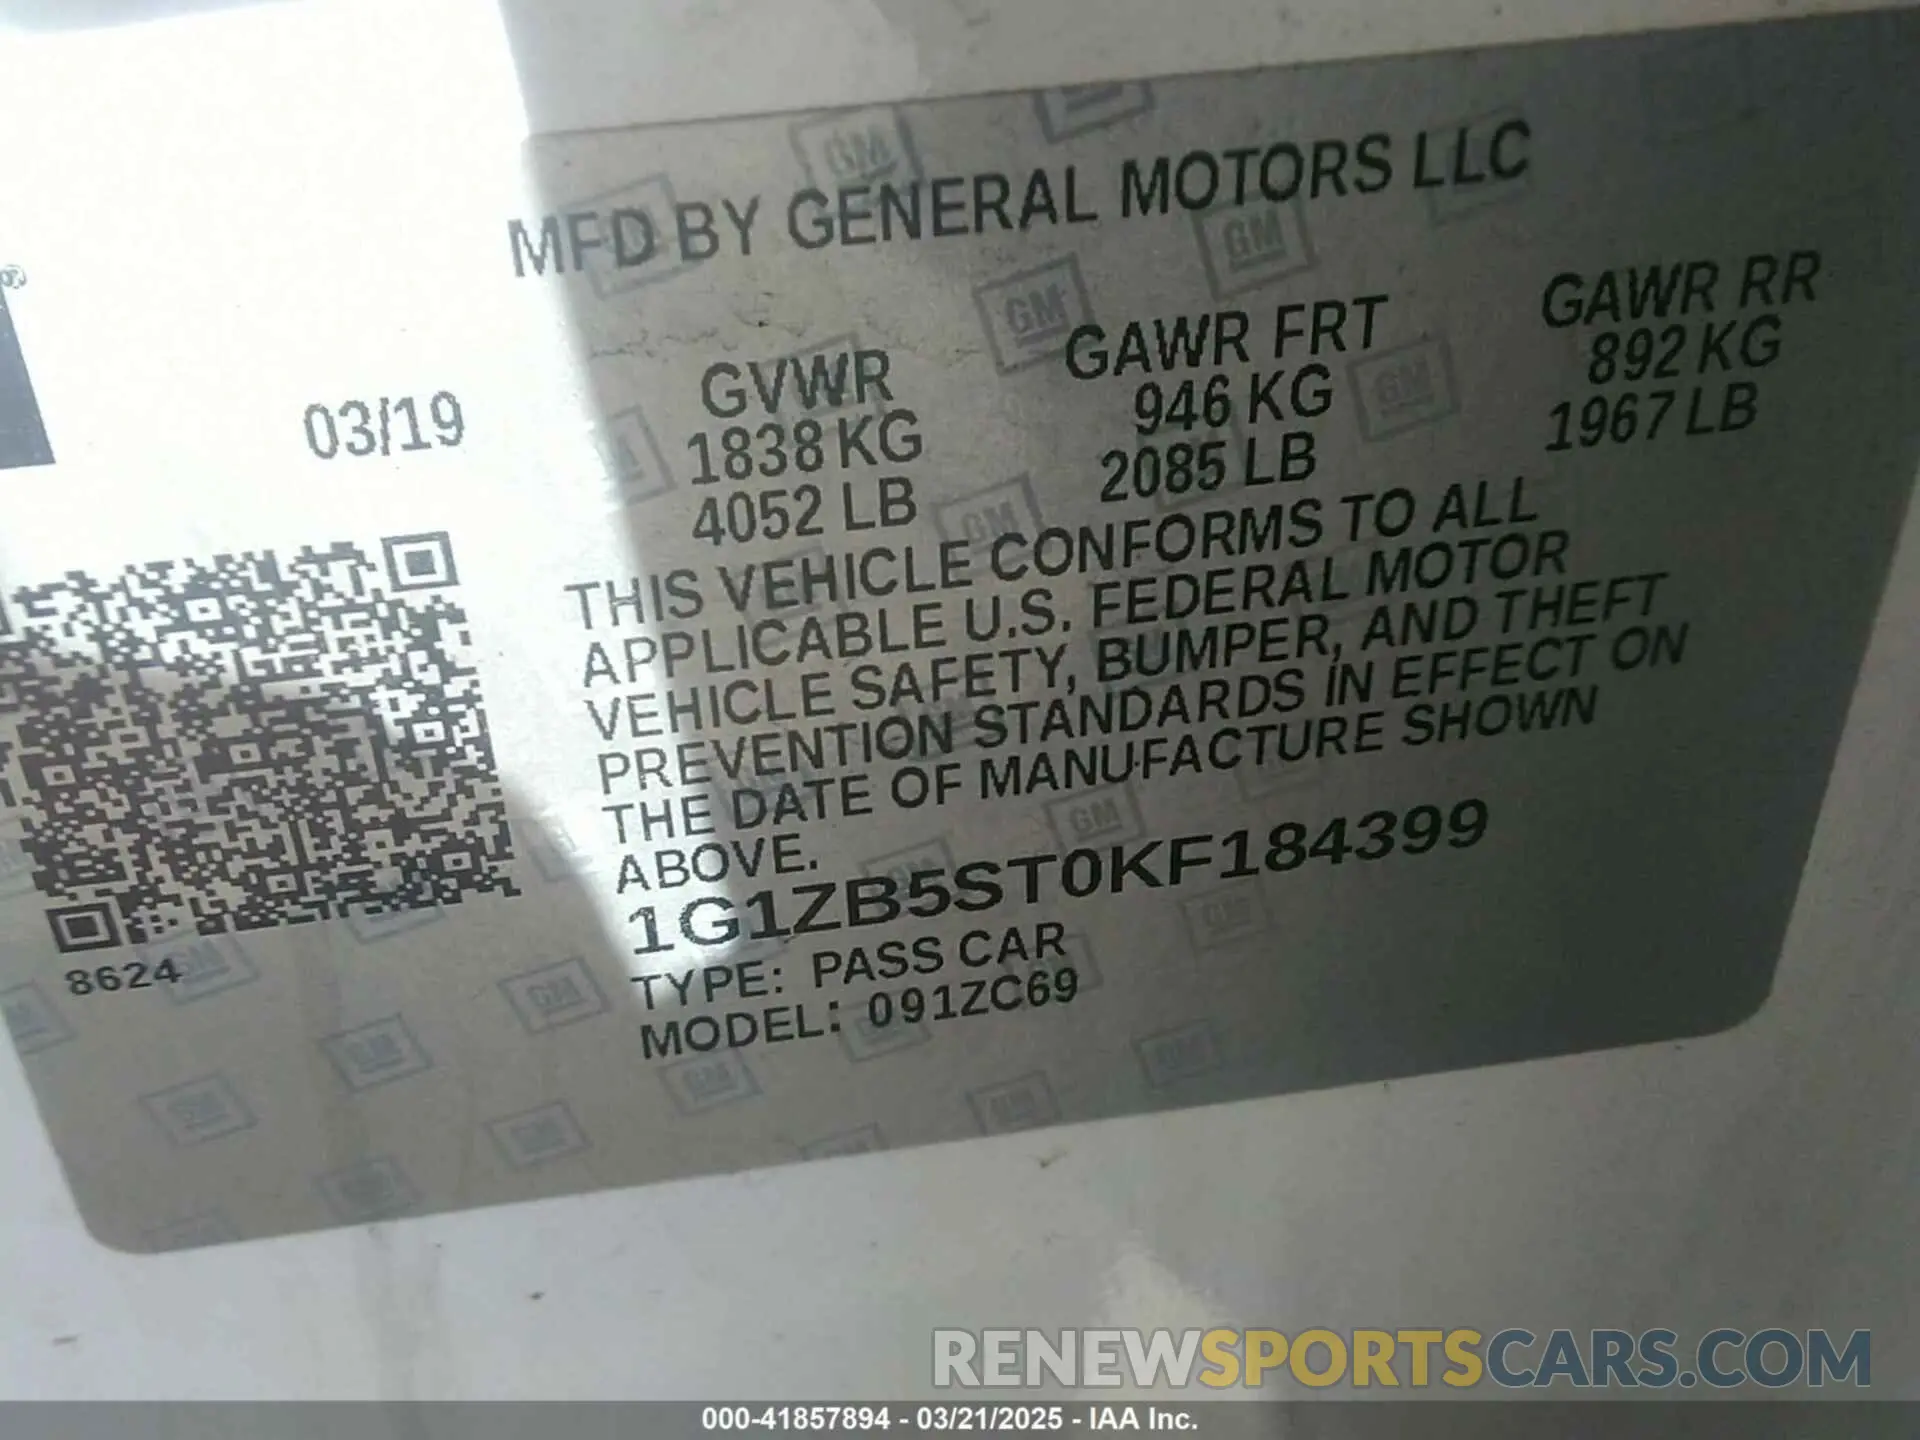 MFD BY GENERAL MOTORS LLC
03/19
GVWR GAWR FRT GAWR RR
1838 KG 946 KG 892 KG
4052 LB 2085 LB 1967 LB
THIS VEHICLE CONFORMS TO ALL
APPLICABLE U.S. FEDERAL MOTOR
VEHICLE SAFETY, BUMPER, AND THEFT
PREVENTION STANDARDS IN EFFECT ON
THE DATE OF MANUFACTURE SHOWN
ABOVE.
1G1ZB5ST0KF184399
TYPE: PASS CAR
MODEL: 091ZC69
8624
RENEWSPORTSCARS.COM
000-41857894 - 03/21/2025 - IAA Inc.